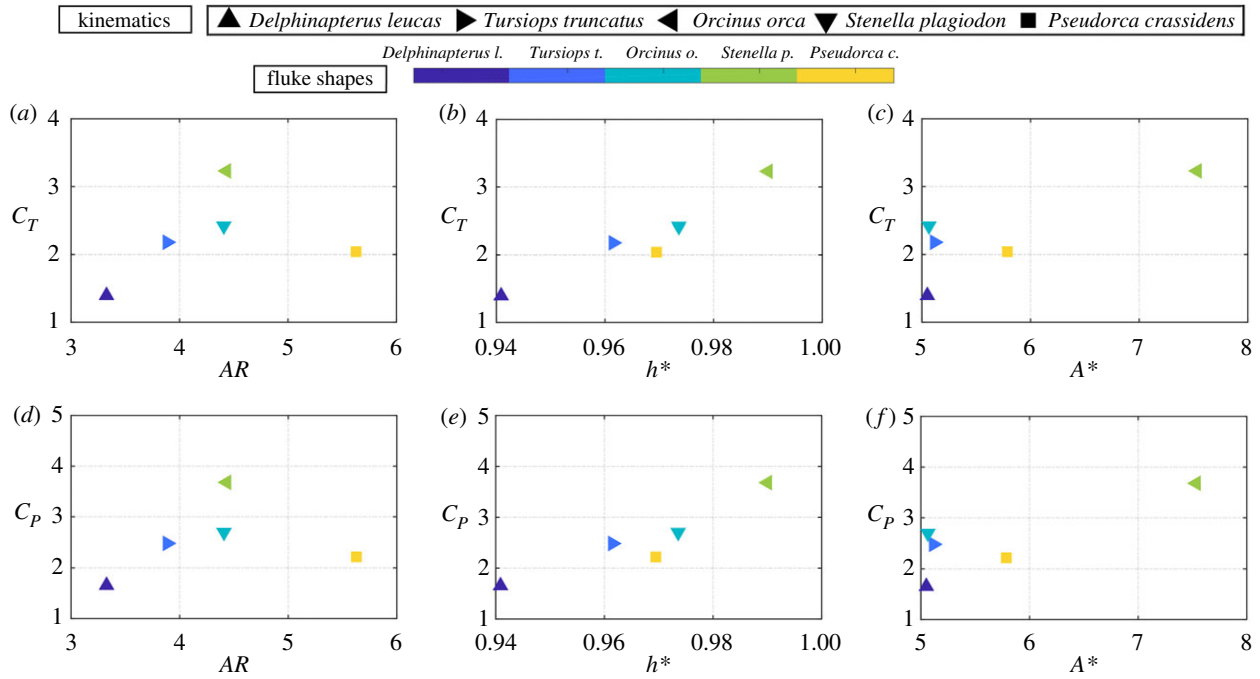 kinematics Delphinapterus leucas Tursiops truncatus Orcinus orca Stenella plagiodon Pseudorca crassidens
Delphinapterus l. Tursiops t. Orcinus o. Stenella p. Pseudorca c.
fluke shapes
(a) (b) (c)
4 4 4
3 3 3
C_T C_T C_T
2 2 2
1 1 1
3 4 5 6 0.94 0.96 0.98 1.00 5 6 7 8
AR h* A*
(d) (e) (f)
5 5 5
4 4 4
C_P C_P C_P
3 3 3
2 2 2
1 1 1
3 4 5 6 0.94 0.96 0.98 1.00 5 6 7 8
AR h* A*